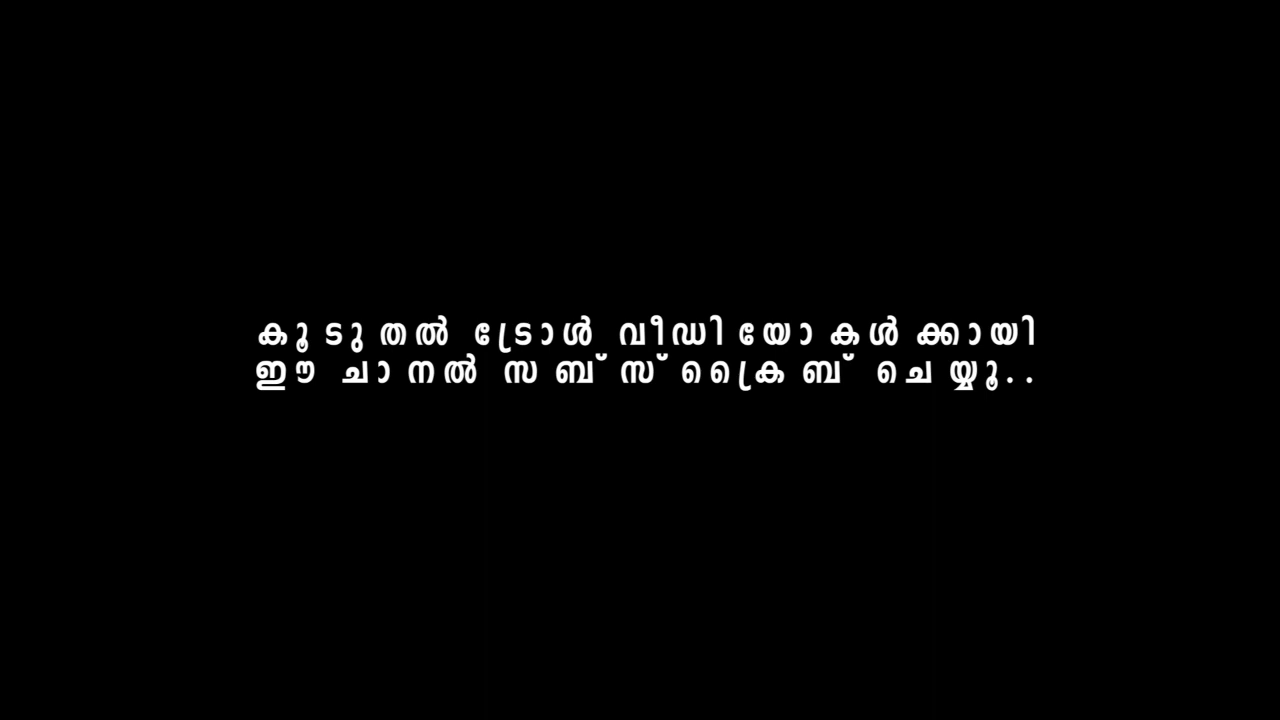 കൂടുതൽ ട്രോൾ വീഡിയോകൾക്കായി
ഈ ചാനൽ സബ്സ്ക്രൈബ് ചെയ്യൂ..